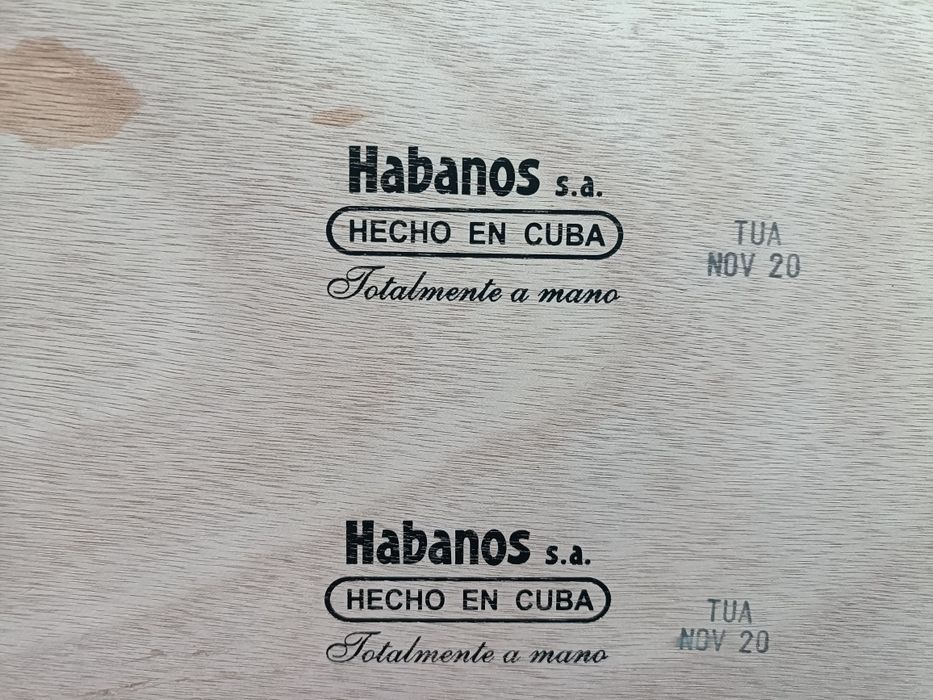 Habanos s.a.
HECHO EN CUBA
Totalmente a mano
TUA
NOV 20
Habanos s.a.
HECHO EN CUBA
Totalmente a mano
TUA
NOV 20